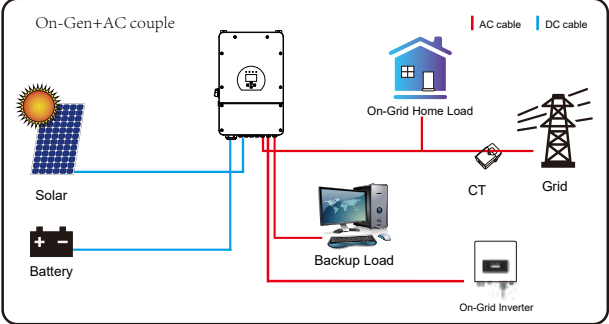 On-Gen+AC couple
AC cable
DC cable
On-Grid Home Load
Solar
CT
Grid
Battery
Backup Load
On-Grid Inverter